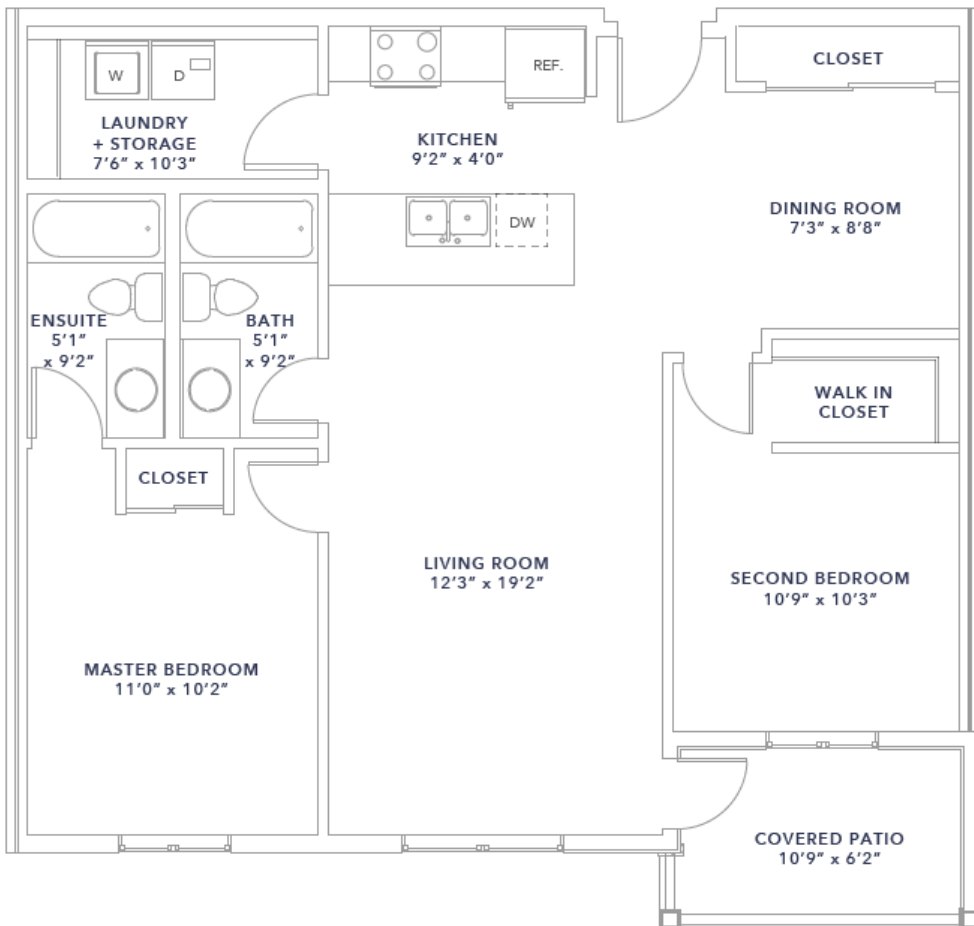 CLOSET
W
D
REF.
LAUNDRY
+ STORAGE
7'6” x 10'3”
KITCHEN
9'2” x 4'0”
DINING ROOM
7'3” x 8'8”
DW
ENSUITE
5'1”
x 9'2”
BATH
5'1”
x 9'2”
WALK IN
CLOSET
CLOSET
LIVING ROOM
12'3” x 19'2”
SECOND BEDROOM
10'9” x 10'3”
MASTER BEDROOM
11'0” x 10'2”
COVERED PATIO
10'9” x 6'2”